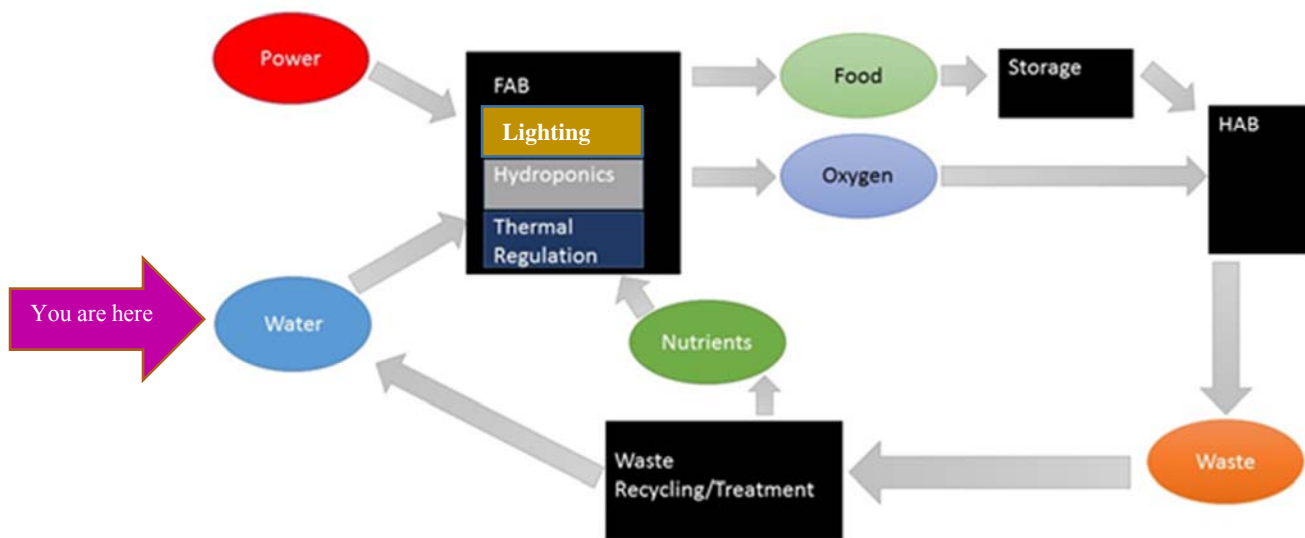 Power
FAB
Lighting
Hydroponics
Thermal
Regulation
Food
Storage
HAB
Oxygen
You are here
Water
Nutrients
Waste
Recycling/Treatment
Waste